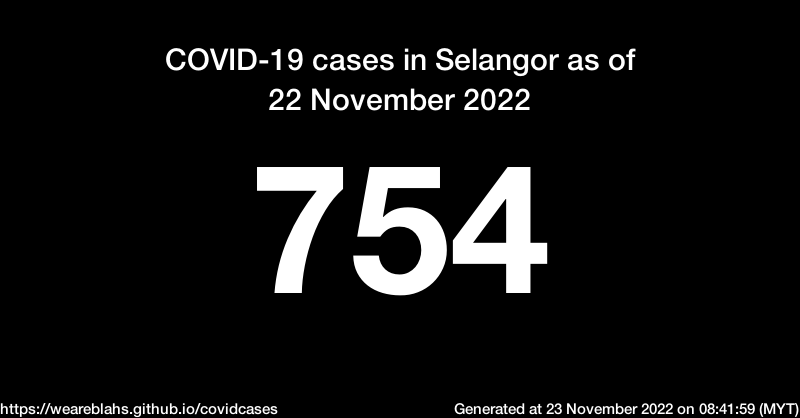 COVID-19 cases in Selangor as of
22 November 2022
754
https://weareblahs.github.io/covidcases
Generated at 23 November 2022 on 08:41:59 (MYT)